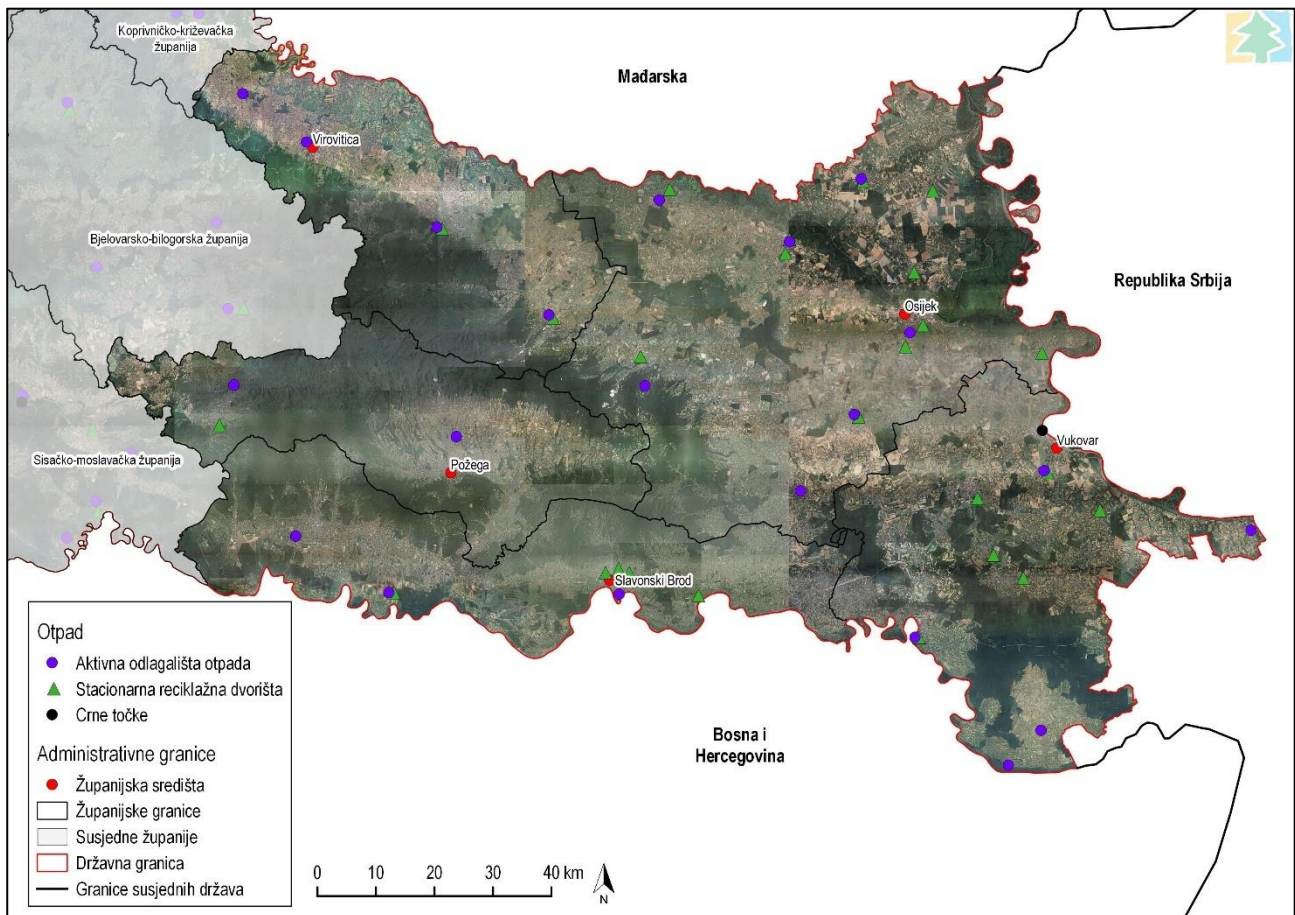 Koprivničko-križevačka
županija
Mađarska
Virovitica
Bjelovarsko-bilogorska županija
Republika Srbija
Osijek
Vukovar
Sisačko-moslavačka županija
Požega
Slavonski Brod
Bosna i
Hercegovina
Otpad
Aktivna odlagališta otpada
Stacionarna reciklažna dvorišta
Crne točke
Administrativne granice
Županijska središta
Županijske granice
Susjedne županije
Državna granica
Granice susjednih država
0 10 20 40 km
N